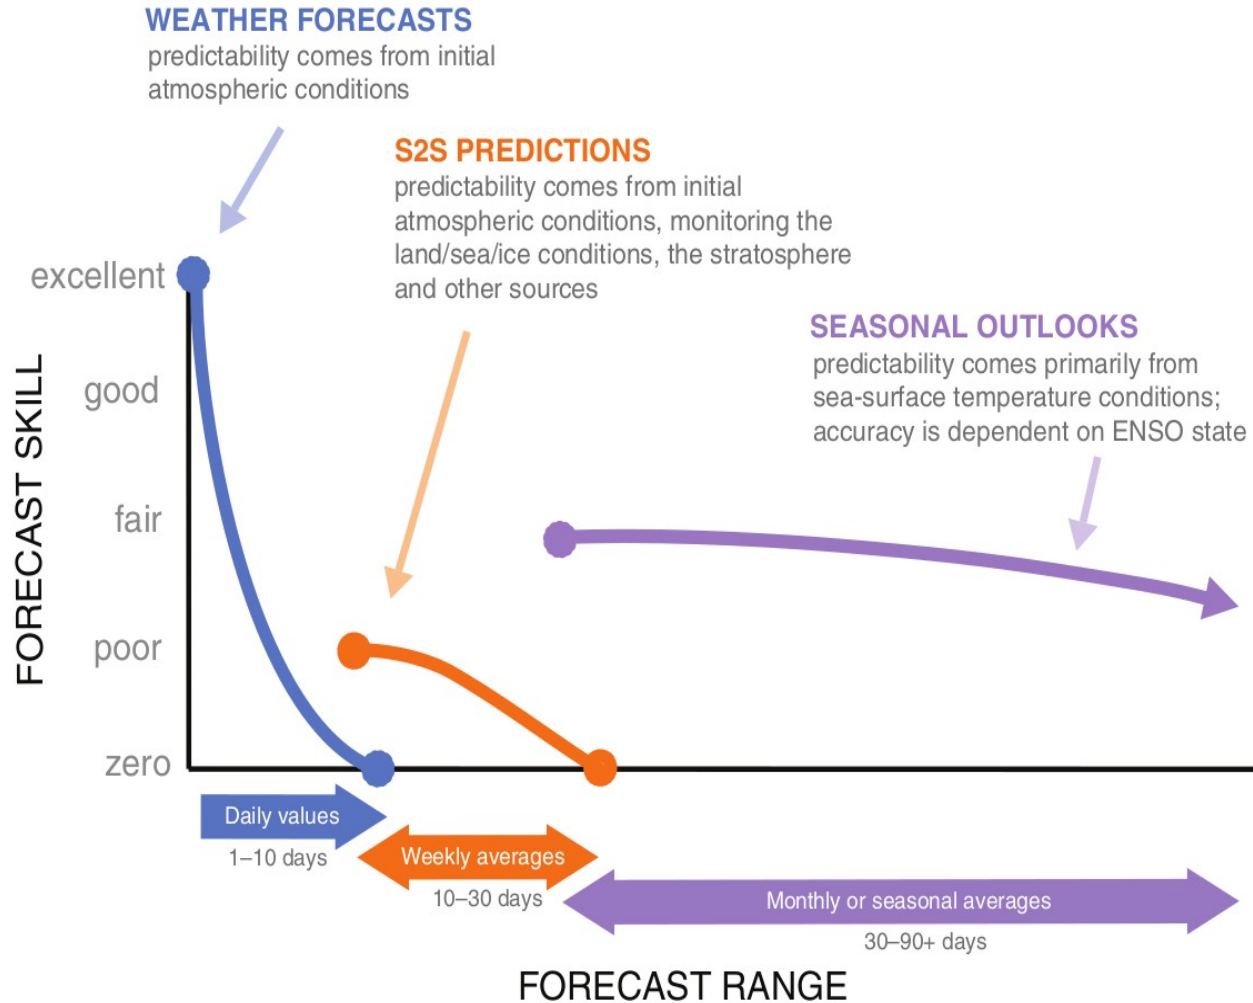 WEATHER FORECASTS
predictability comes from initial
atmospheric conditions
S2S PREDICTIONS
predictability comes from initial
atmospheric conditions, monitoring the
land/sea/ice conditions, the stratosphere
and other sources
SEASONAL OUTLOOKS
predictability comes primarily from
sea-surface temperature conditions;
accuracy is dependent on ENSO state
FORECAST SKILL
excellent
good
fair
poor
zero
Daily values
1–10 days
Weekly averages
10–30 days
Monthly or seasonal averages
30–90+ days
FORECAST RANGE